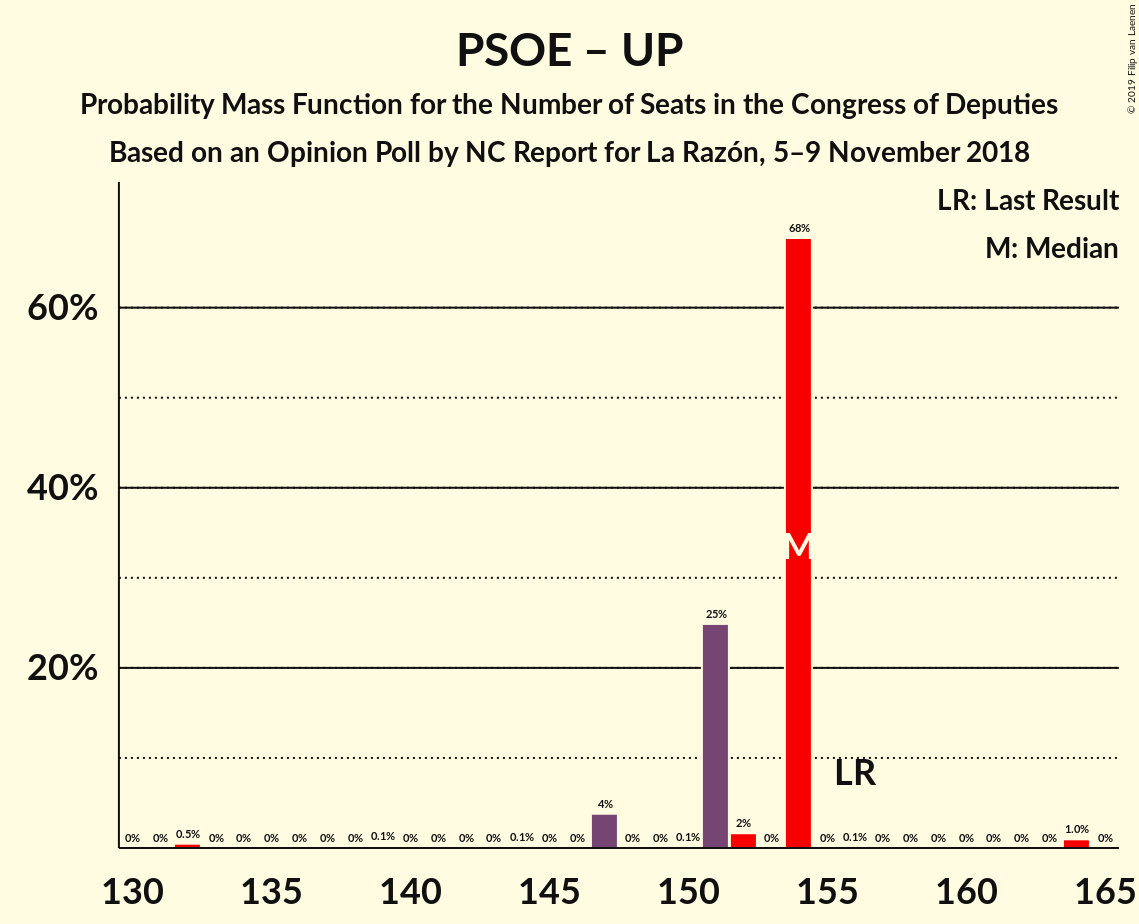 PSOE – UP
Probability Mass Function for the Number of Seats in the Congress of Deputies
Based on an Opinion Poll by NC Report for La Razón, 5–9 November 2018
© 2019 Filip van Laenen
LR: Last Result
M: Median
68%
60%
40%
M
25%
20%
LR
4%
2%
0% 0% 0.5% 0% 0% 0% 0% 0% 0% 0.1% 0% 0% 0% 0% 0.1% 0% 0% 0% 0% 0.1% 0% 0% 0.1% 0% 0% 0% 0% 0% 0% 0% 1.0% 0%
130 135 140 145 150 155 160 165